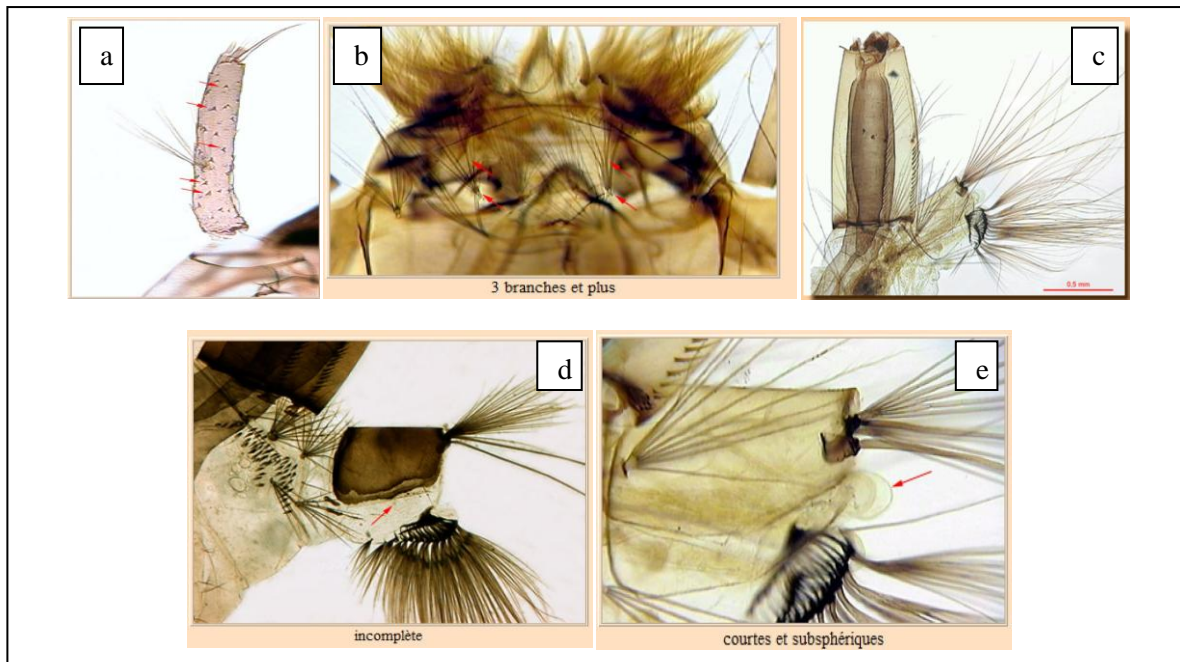 a
b
c
3 branches et plus
0.5 mm
d
e
incomplète
courtes et subsphériques